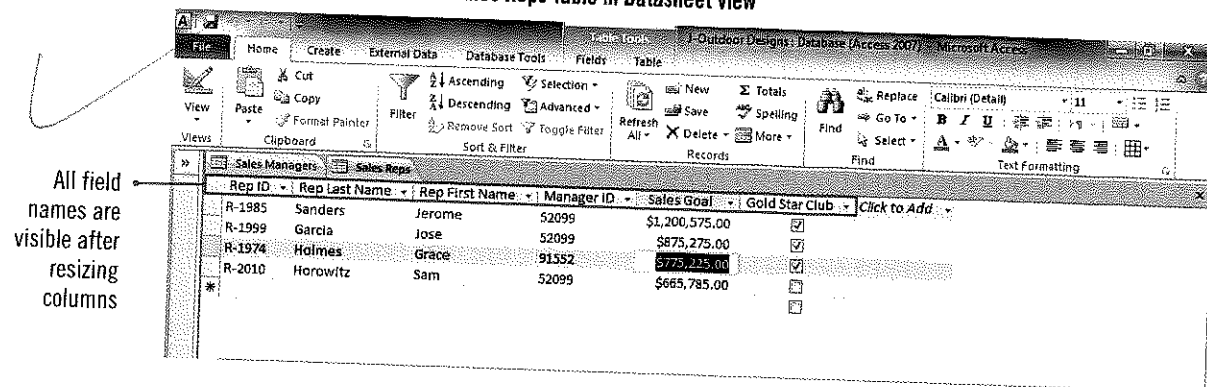 Reps Table in Datasheet View
Table Tools 1-Outdoor Designs : Database (Access 2007) Microsoft Access
File Home Create External Data Database Tools Fields Table
View Paste Cut Copy Format Painter
Filter Ascending Descending Remove Sort Selection Advanced Toggle Filter
Refresh All New Save Delete Totals Spelling More
Find Replace Go To Select
Calibri (Detail) 11
B I U
A
Views Clipboard Sort & Filter Records Find Text Formatting
» Sales Managers Sales Reps
All field names are visible after resizing columns
Rep ID Rep Last Name Rep First Name Manager ID Sales Goal Gold Star Club Click to Add
R-1985 Sanders Jerome 52099 $1,200,575.00
R-1999 Garcia Jose 52099 $875,275.00
R-1974 Holmes Grace 91552 $775,225.00
R-2010 Horowitz Sam 52099 $665,785.00
*